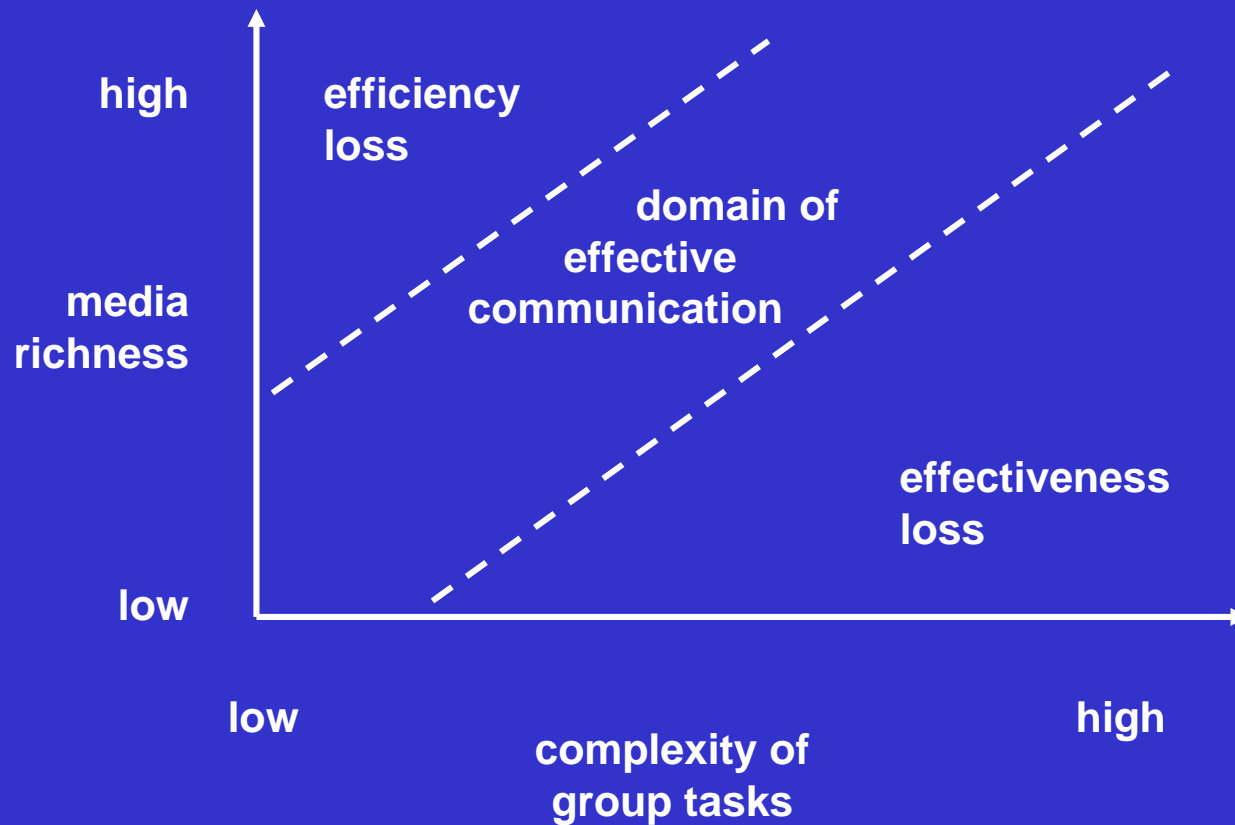 high
efficiency
loss
domain of
effective
communication
media
richness
effectiveness
loss
low
low
high
complexity of
group tasks